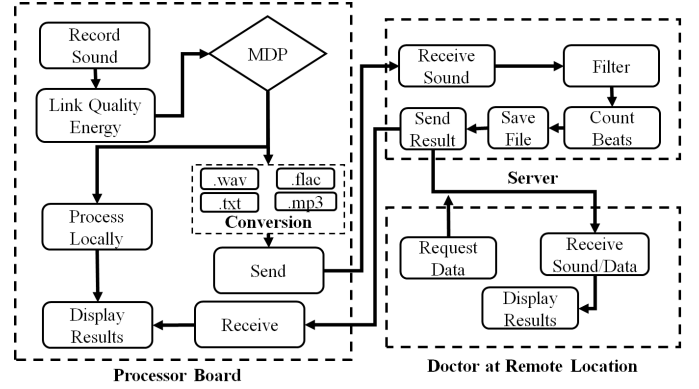 Record
Sound
Link Quality
Energy
MDP
.wav
.flac
.txt
.mp3
Conversion
Process
Locally
Send
Display
Results
Receive
Processor Board
Receive
Sound
Filter
Send
Result
Save
File
Count
Beats
Server
Request
Data
Receive
Sound/Data
Display
Results
Doctor at Remote Location